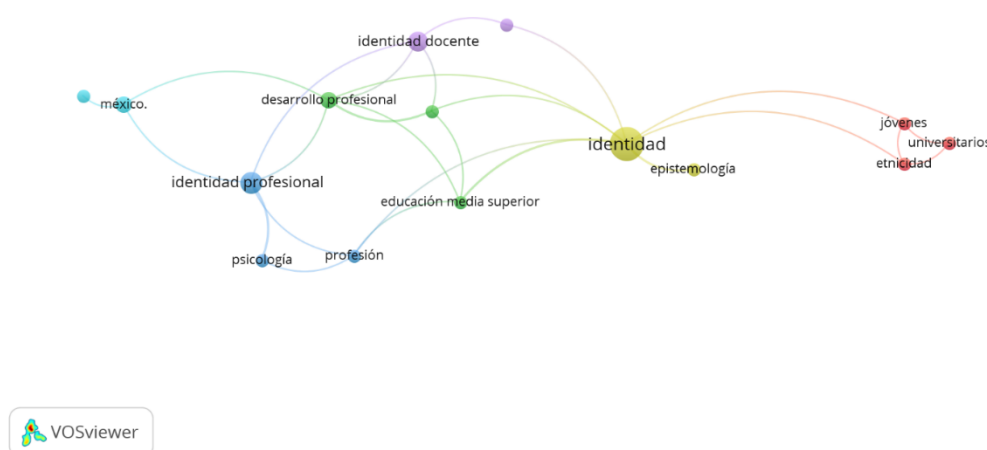 identidad docente
méxico.
desarrollo profesional
jóvenes
identidad
universitarios
epistemología
etnicidad
identidad profesional
educación media superior
psicología
profesión
VOSviewer